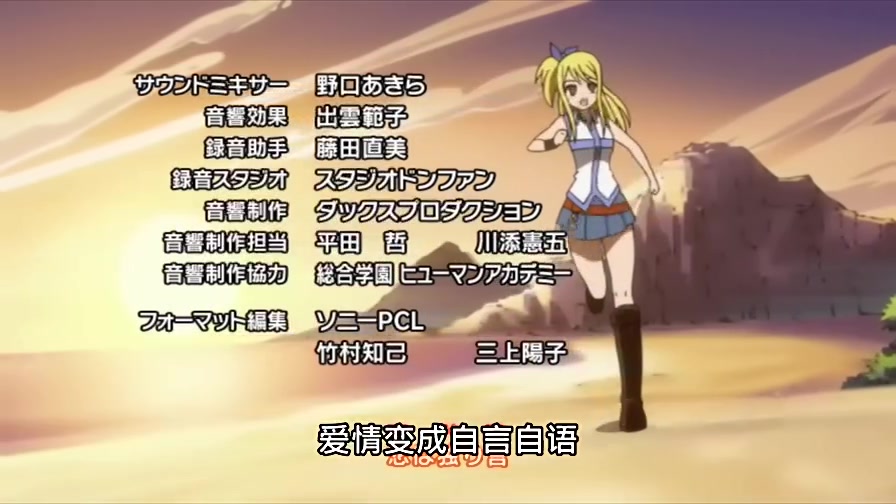 サウンドミキサー 野口あきら
音響効果 出雲範子
録音助手 藤田直美
録音スタジオ スタジオドンファン
音響制作 ダックスプロダクション
音響制作担当 平田 哲 川添憲五
音響制作協力 総合学園 ヒューマンアカデミー
フォーマット編集 ソニーPCL
竹村知己 三上陽子
爱情变成自言自语